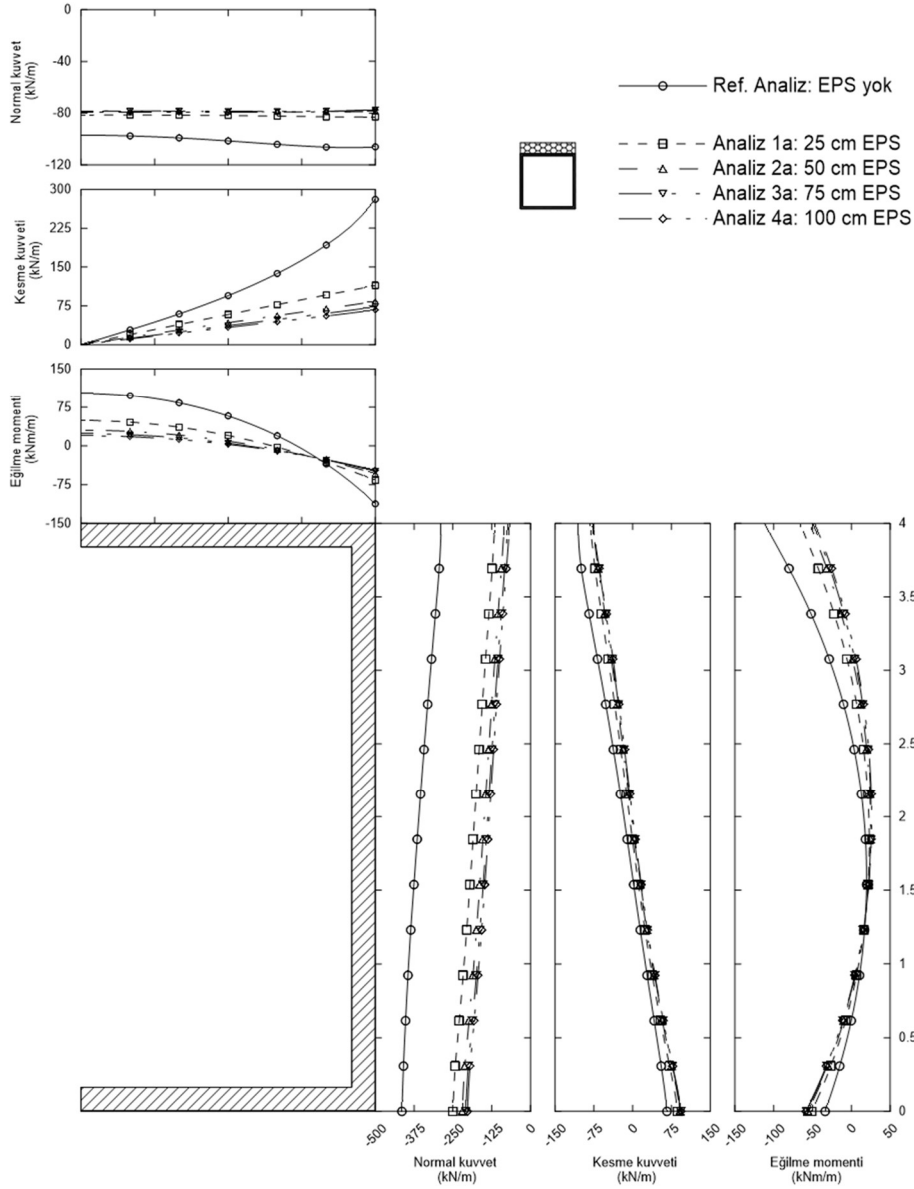 Normal kuvvet
(kN/m)
0
-40
-80
-120
Kesme kuvveti
(kN/m)
300
225
150
75
0
Eğilme momenti
(kNm/m)
150
75
0
-75
-150
Ref. Analiz: EPS yok
Analiz 1a: 25 cm EPS
Analiz 2a: 50 cm EPS
Analiz 3a: 75 cm EPS
Analiz 4a: 100 cm EPS
4
3.5
3
2.5
2
1.5
1
0.5
0
-500
-375
-250
-125
0
Normal kuvvet
(kN/m)
-150
-75
0
75
150
Kesme kuvveti
(kN/m)
-150
-100
-50
0
50
Eğilme momenti
(kNm/m)